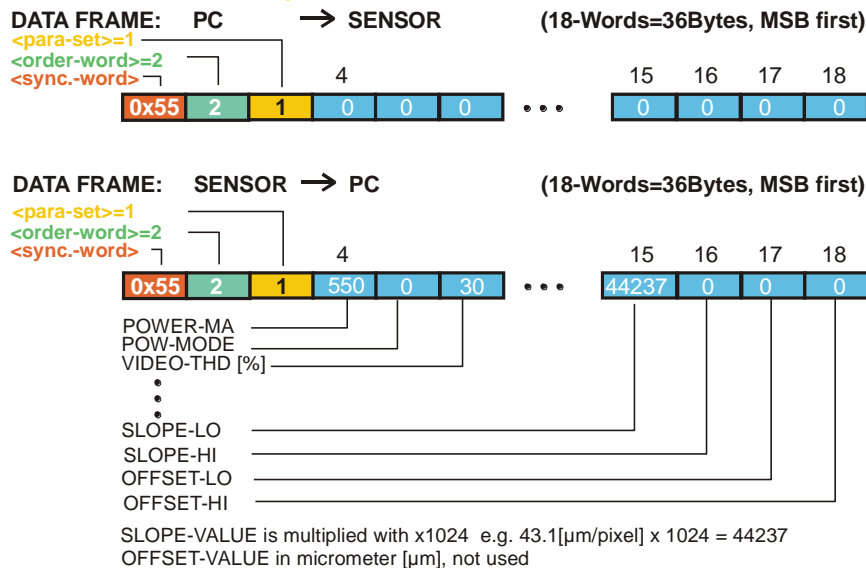 DATA FRAME: PC → SENSOR (18-Words=36Bytes, MSB first)
<para-set>=1
<order-word>=2
<sync.-word>
4 15 16 17 18
0x55 2 1 0 0 0 • • • 0 0 0 0
DATA FRAME: SENSOR → PC (18-Words=36Bytes, MSB first)
<para-set>=1
<order-word>=2
<sync.-word>
4 15 16 17 18
0x55 2 1 550 0 30 • • • 44237 0 0 0
POWER-MA
POW-MODE
VIDEO-THD [%]
SLOPE-LO
SLOPE-HI
OFFSET-LO
OFFSET-HI
SLOPE-VALUE is multiplied with x1024 e.g. 43.1[µm/pixel] x 1024 = 44237
OFFSET-VALUE in micrometer [µm], not used